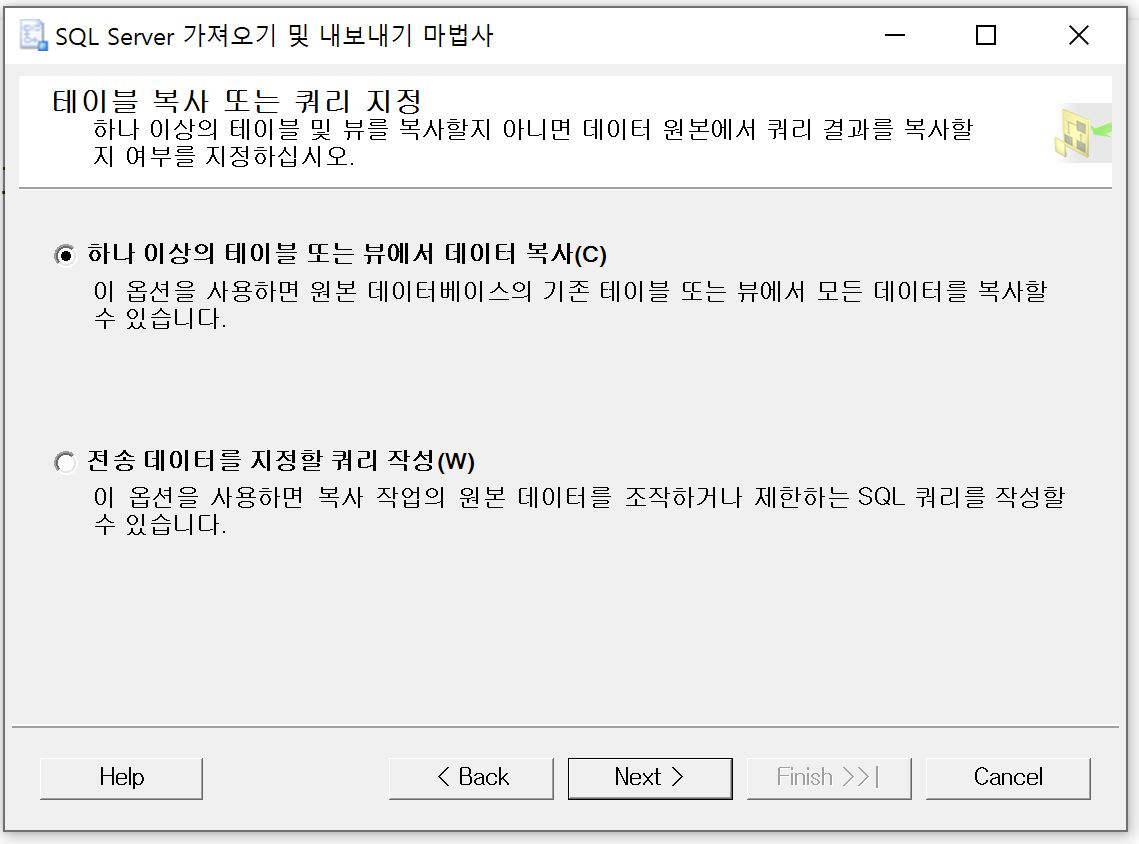 SQL Server 가져오기 및 내보내기 마법사
테이블 복사 또는 쿼리 지정
하나 이상의 테이블 및 뷰를 복사할지 아니면 데이터 원본에서 쿼리 결과를 복사할
지 여부를 지정하십시오.
하나 이상의 테이블 또는 뷰에서 데이터 복사(C)
이 옵션을 사용하면 원본 데이터베이스의 기존 테이블 또는 뷰에서 모든 데이터를 복사할
수 있습니다.
전송 데이터를 지정할 쿼리 작성(W)
이 옵션을 사용하면 복사 작업의 원본 데이터를 조작하거나 제한하는 SQL 쿼리를 작성할
수 있습니다.
Help < Back Next > Finish >>| Cancel